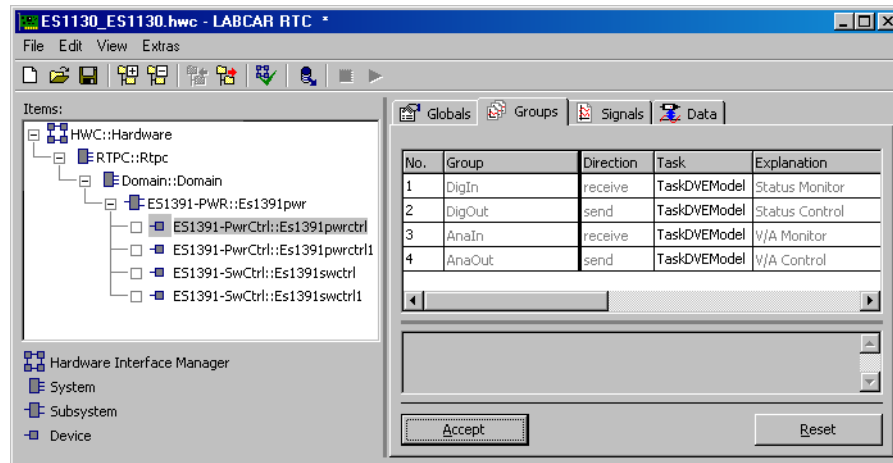 ES1130_ES1130.hwc - LABCAR RTC *
File Edit View Extras
Items:
HWC::Hardware
RTPC::Rtpc
Domain::Domain
ES1391-PWR::Es1391pwr
ES1391-PwrCtrl::Es1391pwrctrl
ES1391-PwrCtrl::Es1391pwrctrl1
ES1391-SwCtrl::Es1391swctrl
ES1391-SwCtrl::Es1391swctrl1
Hardware Interface Manager
System
Subsystem
Device
Globals Groups Signals Data
No. Group Direction Task Explanation
1 DigIn receive TaskDVEModel Status Monitor
2 DigOut send TaskDVEModel Status Control
3 AnaIn receive TaskDVEModel V/A Monitor
4 AnaOut send TaskDVEModel V/A Control
Accept Reset